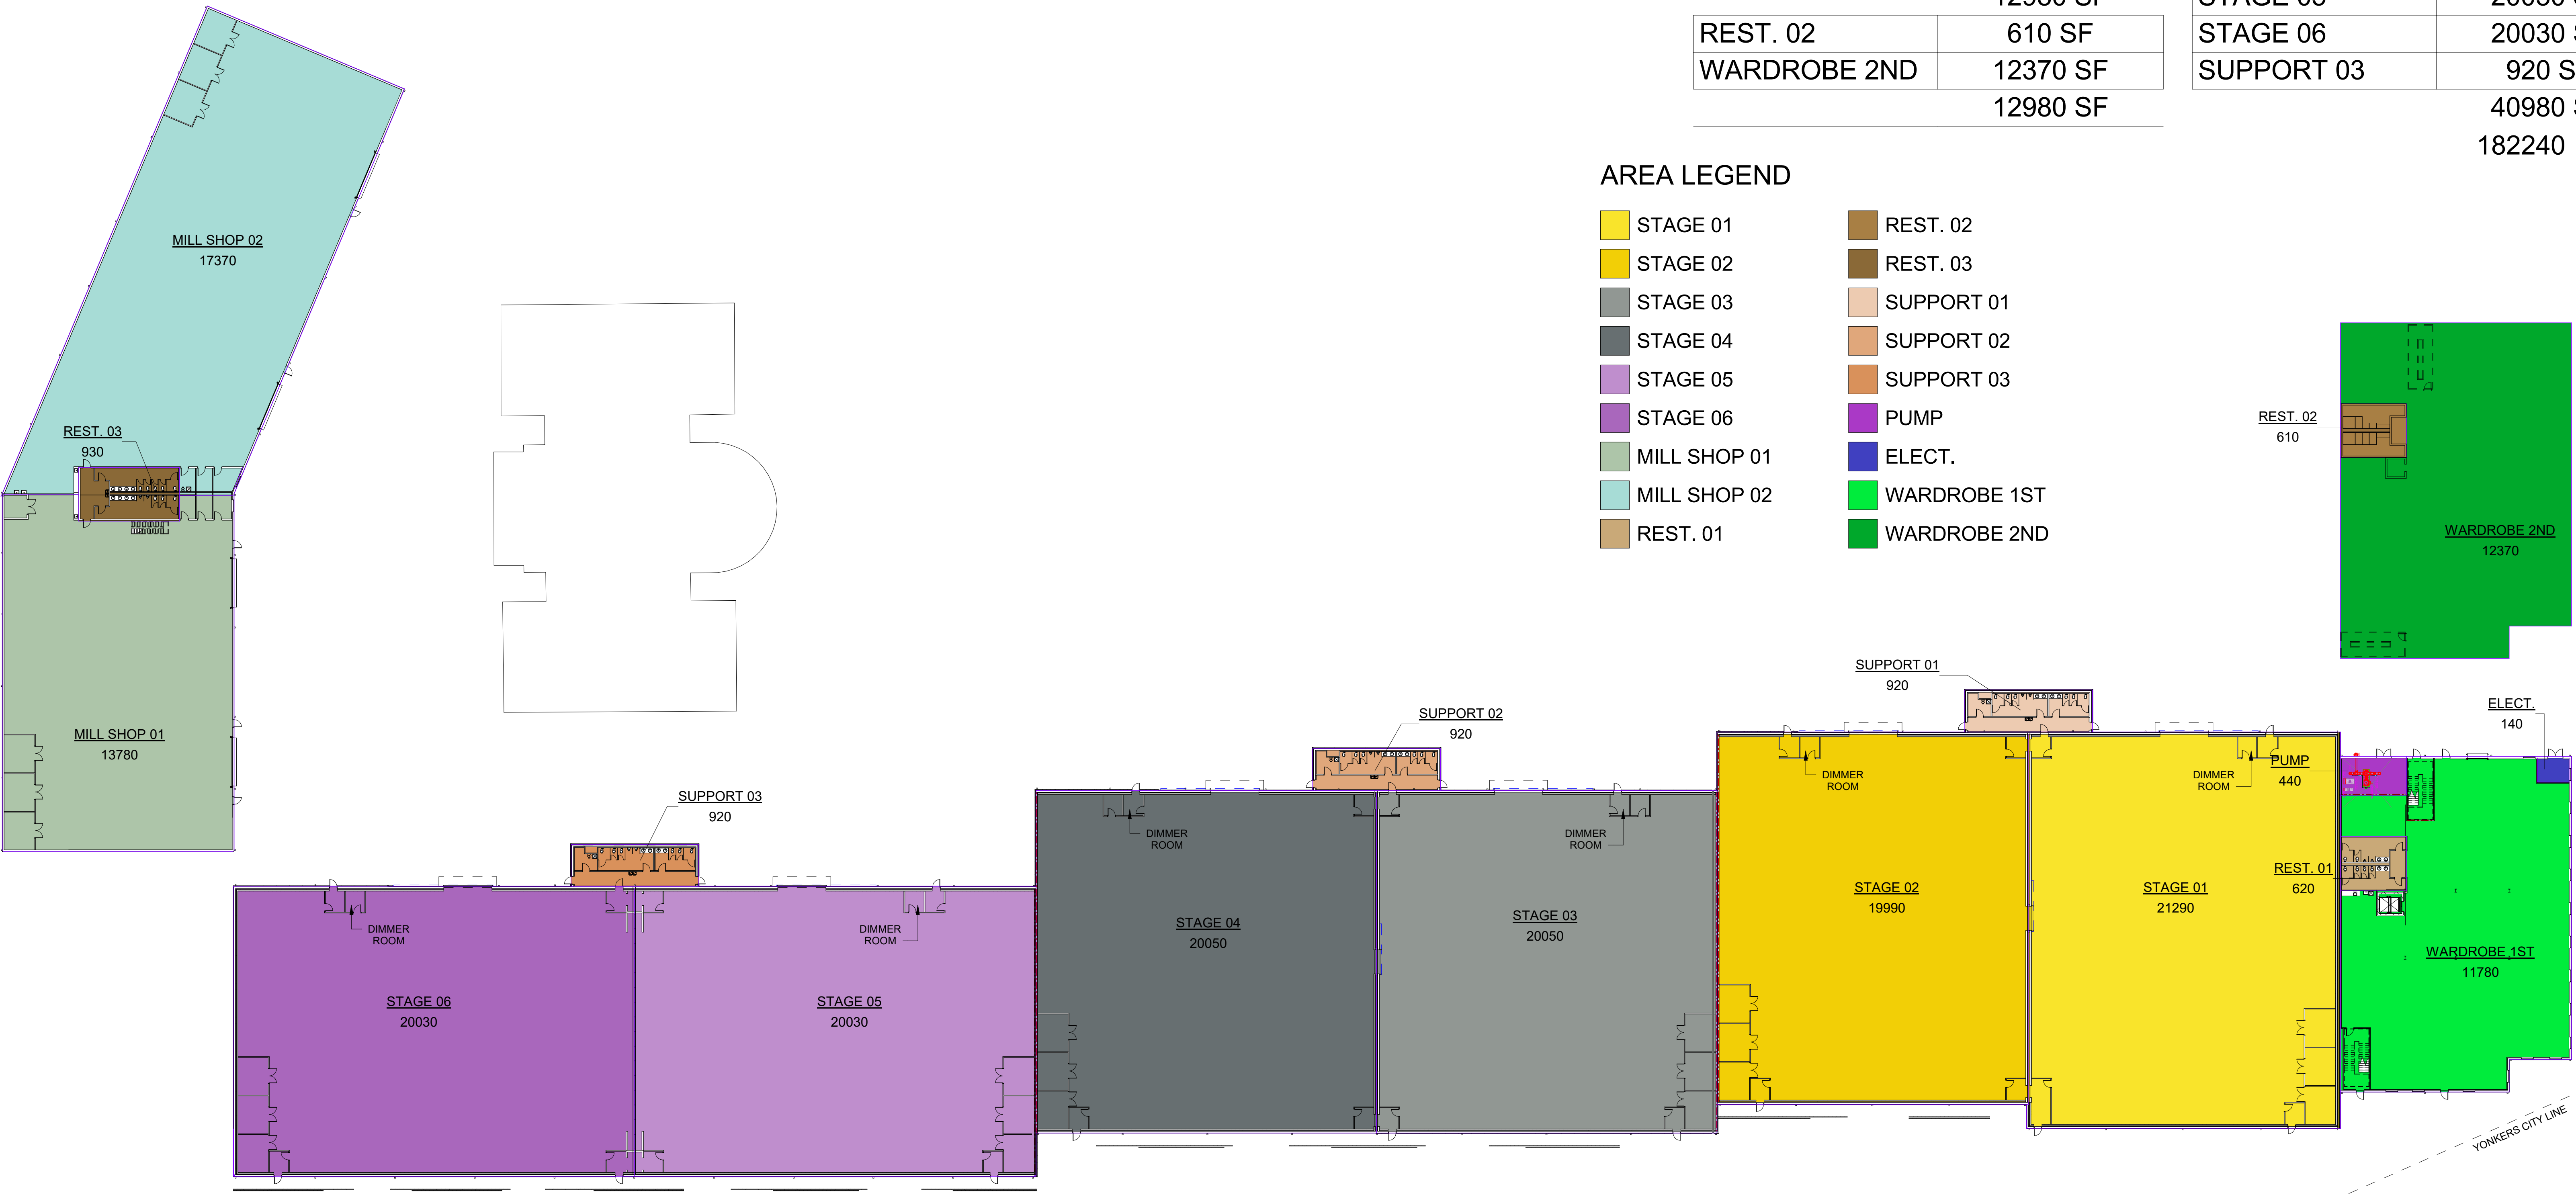 12980 SF
STAGE 05
REST. 02 610 SF
STAGE 06 20030 S
WARDROBE 2ND 12370 SF
SUPPORT 03 920 S
12980 SF
40980 S
182240
AREA LEGEND
STAGE 01
STAGE 02
STAGE 03
STAGE 04
STAGE 05
STAGE 06
MILL SHOP 01
MILL SHOP 02
REST. 01
REST. 02
REST. 03
SUPPORT 01
SUPPORT 02
SUPPORT 03
PUMP
ELECT.
WARDROBE 1ST
WARDROBE 2ND
MILL SHOP 02
17370
REST. 03
930
MILL SHOP 01
13780
REST. 02
610
WARDROBE 2ND
12370
SUPPORT 03
920
SUPPORT 02
920
SUPPORT 01
920
ELECT.
140
PUMP
440
REST. 01
620
WARDROBE 1ST
11780
DIMMER
ROOM
DIMMER
ROOM
DIMMER
ROOM
DIMMER
ROOM
DIMMER
ROOM
DIMMER
ROOM
STAGE 06
20030
STAGE 05
20030
STAGE 04
20050
STAGE 03
20050
STAGE 02
19990
STAGE 01
21290
YONKERS CITY LINE